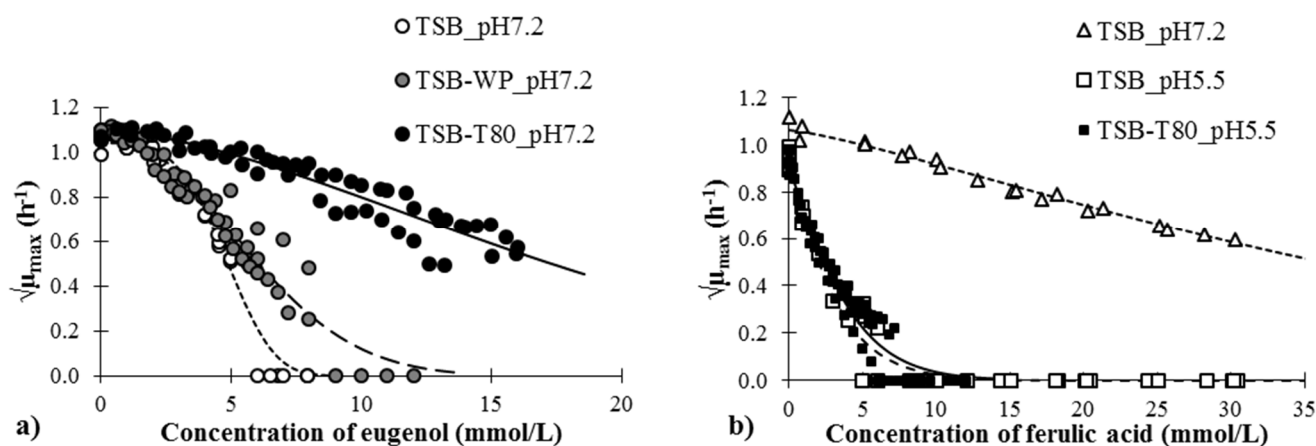 TSB_pH7.2
TSB-WP_pH7.2
TSB-T80_pH7.2
1.2
1.0
0.8
0.6
0.4
0.2
0.0
√μmax (h-1)
0 5 10 15 20
a) Concentration of eugenol (mmol/L)
TSB_pH7.2
TSB_pH5.5
TSB-T80_pH5.5
1.2
1.0
0.8
0.6
0.4
0.2
0.0
√μmax (h-1)
0 5 10 15 20 25 30 35
b) Concentration of ferulic acid (mmol/L)